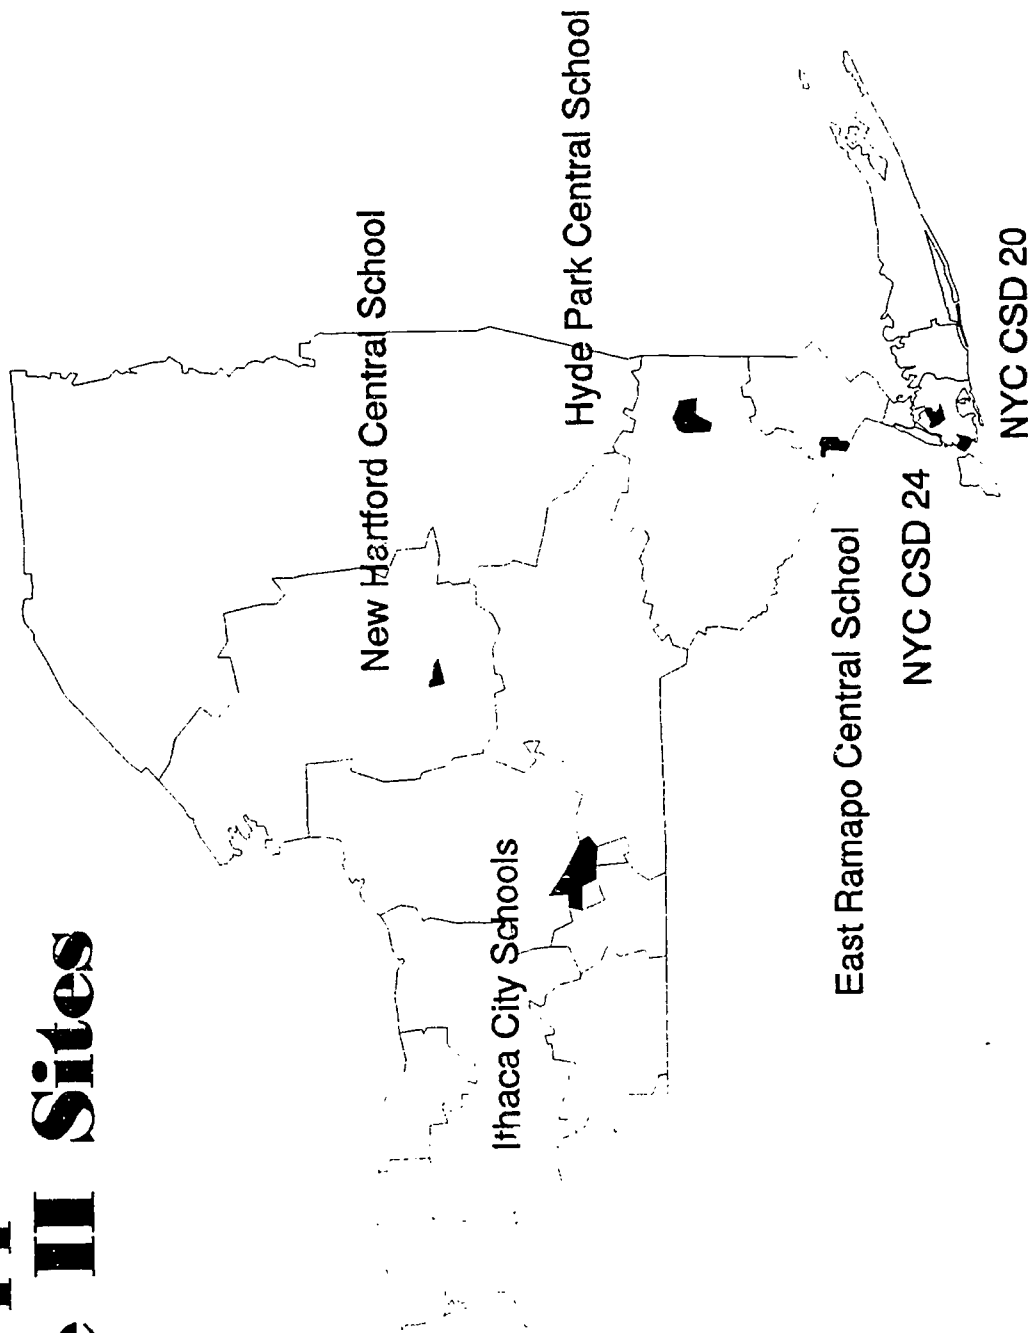 II Sites
New Hartford Central School
Ithaca City Schools
Hyde Park Central School
East Ramapo Central School
NYC CSD 24
NYC CSD 20